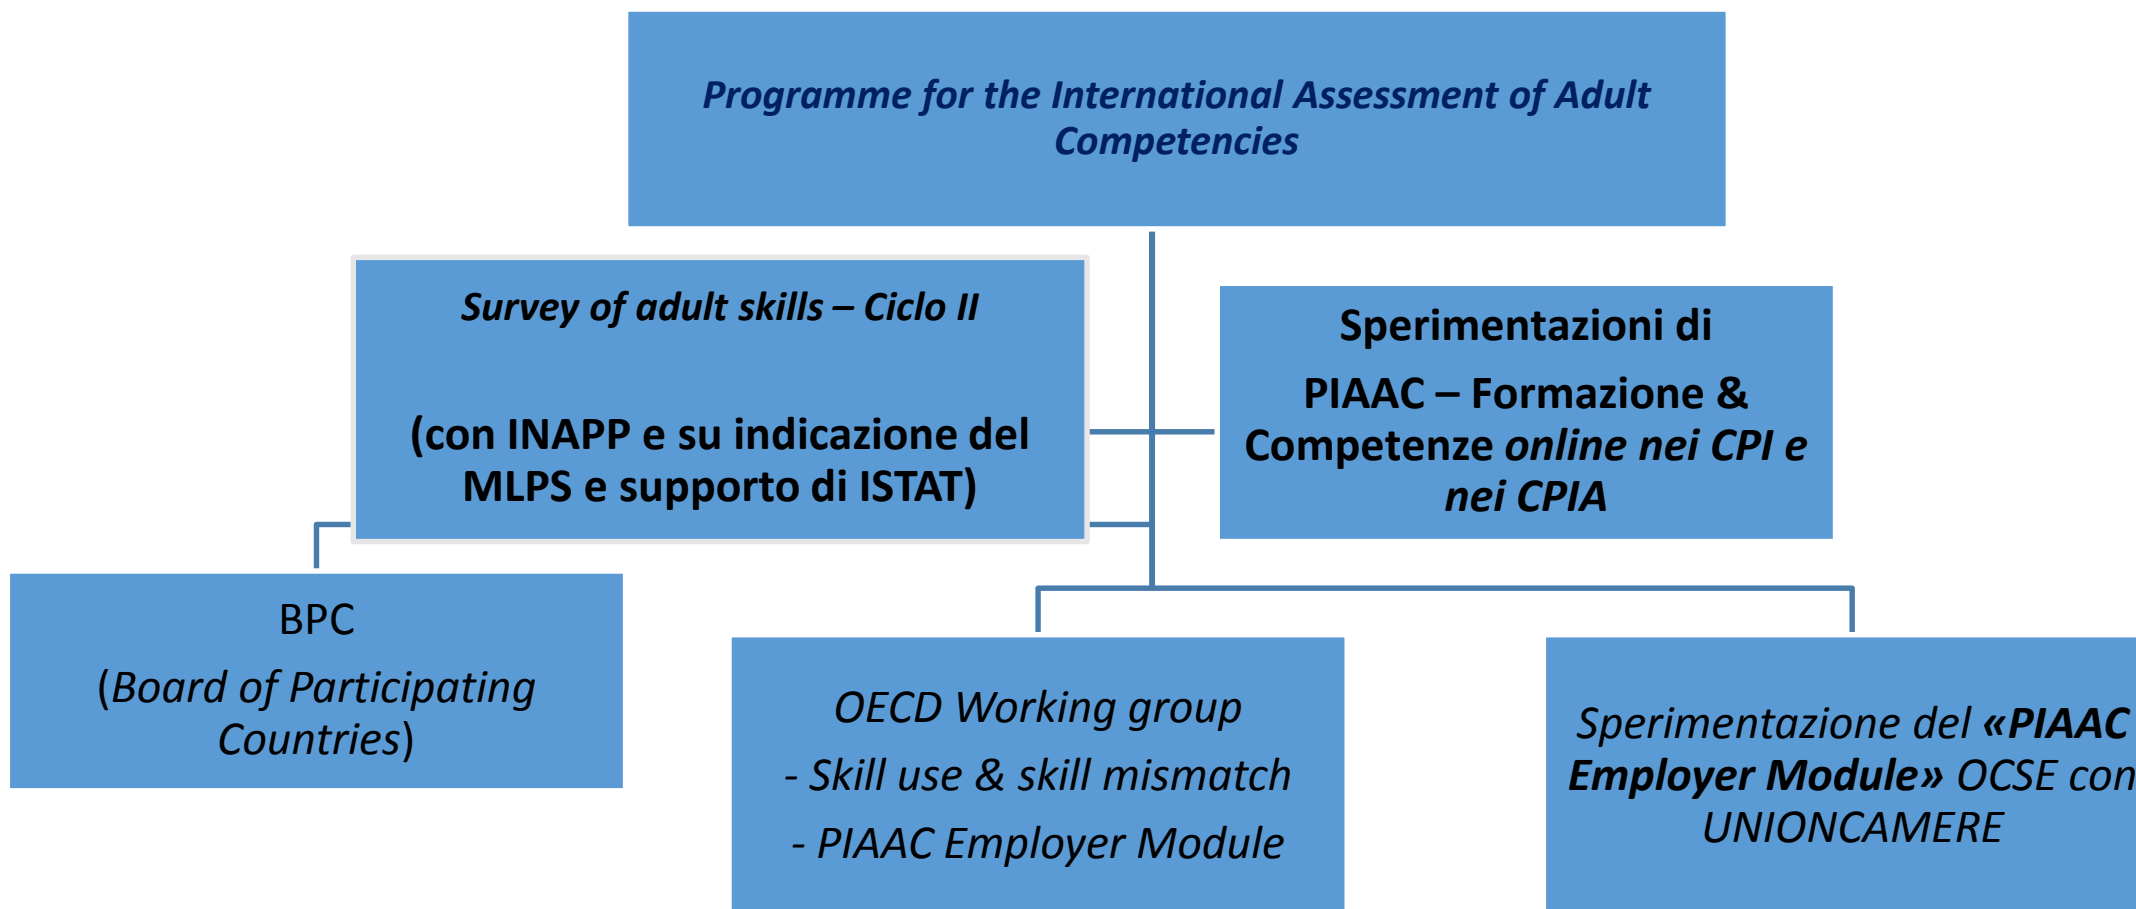 Programme for the International Assessment of Adult
Competencies
Survey of adult skills – Ciclo II
(con INAPP e su indicazione del
MLPS e supporto di ISTAT)
Sperimentazioni di
PIAAC – Formazione &
Competenze online nei CPI e
nei CPIA
BPC
(Board of Participating
Countries)
OECD Working group
- Skill use & skill mismatch
- PIAAC Employer Module
Sperimentazione del «PIAAC
Employer Module» OCSE con
UNIONCAMERE